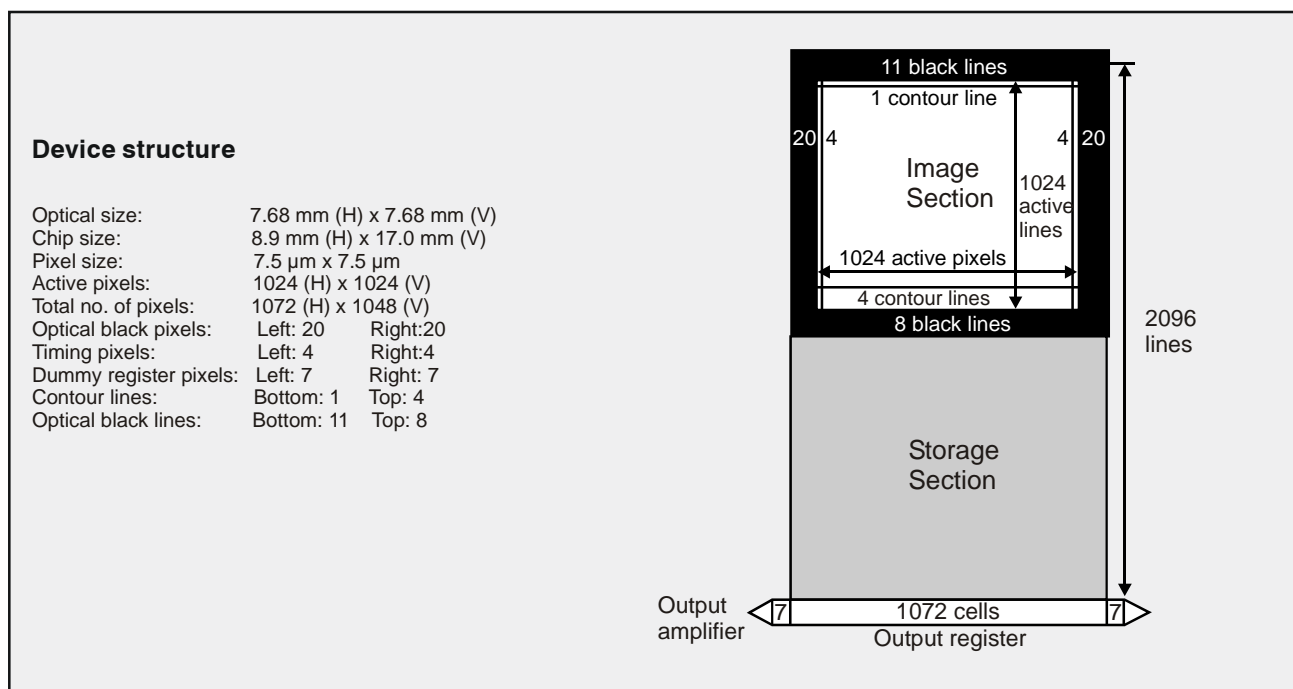 Device structure
Optical size: 7.68 mm (H) x 7.68 mm (V)
Chip size: 8.9 mm (H) x 17.0 mm (V)
Pixel size: 7.5 µm x 7.5 µm
Active pixels: 1024 (H) x 1024 (V)
Total no. of pixels: 1072 (H) x 1048 (V)
Optical black pixels: Left: 20 Right:20
Timing pixels: Left: 4 Right:4
Dummy register pixels: Left: 7 Right: 7
Contour lines: Bottom: 1 Top: 4
Optical black lines: Bottom: 11 Top: 8
11 black lines
1 contour line
20 4 4 20
Image
Section
1024
active
lines
1024 active pixels
4 contour lines
8 black lines
2096
lines
Storage
Section
Output
amplifier
7 1072 cells 7
Output register